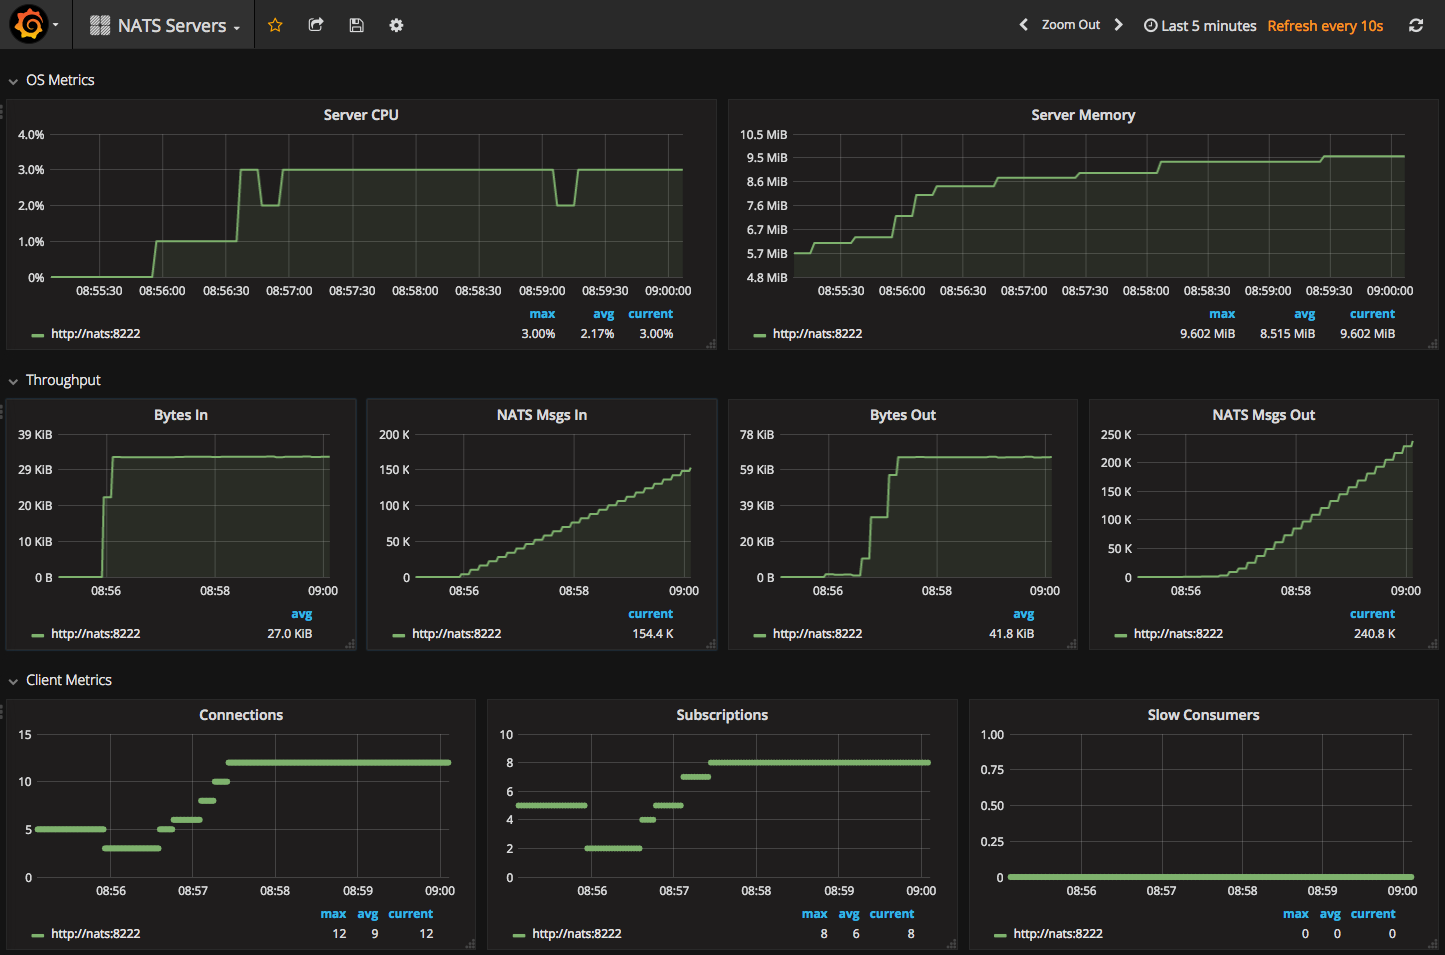 NATS Servers
Zoom Out Last 5 minutes Refresh every 10s
OS Metrics
Server CPU
4.0%
3.0%
2.0%
1.0%
0%
08:55:30 08:56:00 08:56:30 08:57:00 08:57:30 08:58:00 08:58:30 08:59:00 08:59:30 09:00:00
max avg current
http://nats:8222 3.00% 2.17% 3.00%
Server Memory
10.5 MiB
9.5 MiB
8.6 MiB
7.6 MiB
6.7 MiB
5.7 MiB
4.8 MiB
08:55:30 08:56:00 08:56:30 08:57:00 08:57:30 08:58:00 08:58:30 08:59:00 08:59:30 09:00:00
max avg current
http://nats:8222 9.602 MiB 8.515 MiB 9.602 MiB
Throughput
Bytes In
39 KiB
29 KiB
20 KiB
10 KiB
0 B
08:56 08:58 09:00
avg
http://nats:8222 27.0 KiB
NATS Msgs In
200 K
150 K
100 K
50 K
0
08:56 08:58 09:00
current
http://nats:8222 154.4 K
Bytes Out
78 KiB
59 KiB
39 KiB
20 KiB
0 B
08:56 08:58 09:00
avg
http://nats:8222 41.8 KiB
NATS Msgs Out
250 K
200 K
150 K
100 K
50 K
0
08:56 08:58 09:00
current
http://nats:8222 240.8 K
Client Metrics
Connections
15
10
5
0
08:56 08:57 08:58 08:59 09:00
max avg current
http://nats:8222 12 9 12
Subscriptions
10
8
6
4
2
0
08:56 08:57 08:58 08:59 09:00
max avg current
http://nats:8222 8 6 8
Slow Consumers
1.00
0.75
0.50
0.25
0
08:56 08:57 08:58 08:59 09:00
max avg current
http://nats:8222 0 0 0